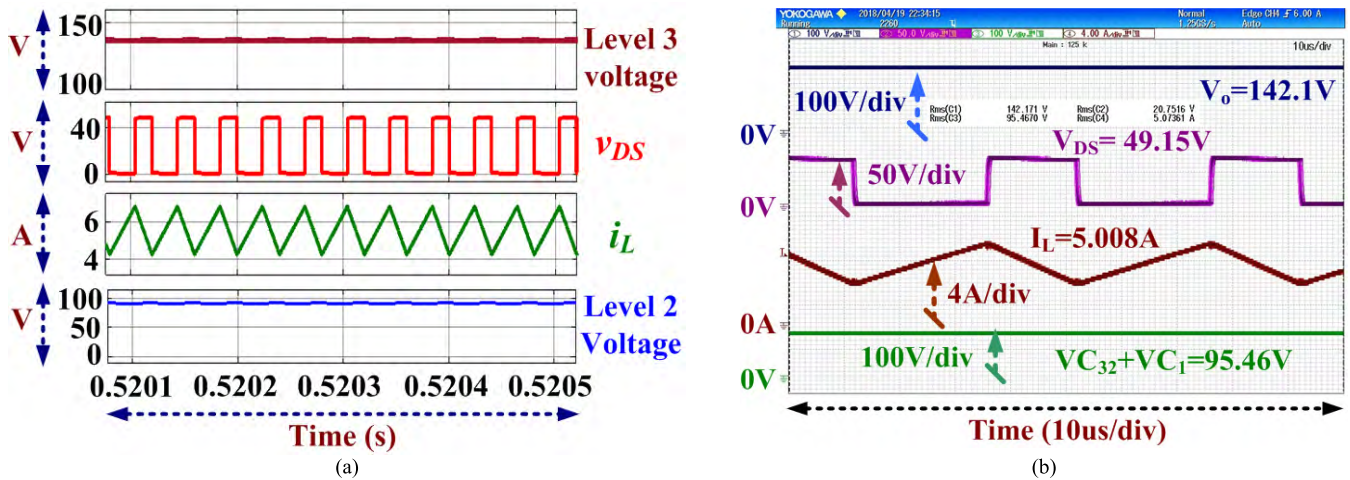 V
150
100
Level 3
voltage
V
40
0
vDS
A
6
4
iL
V
100
50
0
Level 2
Voltage
0.5201 0.5202 0.5203 0.5204 0.5205
Time (s)
(a)
YOKOGAWA 2018/04/19 22:34:15 Normal Edge CH4 6.00 A
Running 2260 1.25GS/s Auto
100 V/div 50.0 V/div 100 V/div 4.00 A/div
Main : 125 k 10us/div
100V/div
Vo=142.1V
Rms(C1) 142.171 V Rms(C2) 20.7516 V
Rms(C3) 95.4670 V Rms(C4) 5.07361 A
0V
VDS= 49.15V
50V/div
0V
IL=5.008A
4A/div
0A
100V/div
VC32+VC1=95.46V
0V
Time (10us/div)
(b)